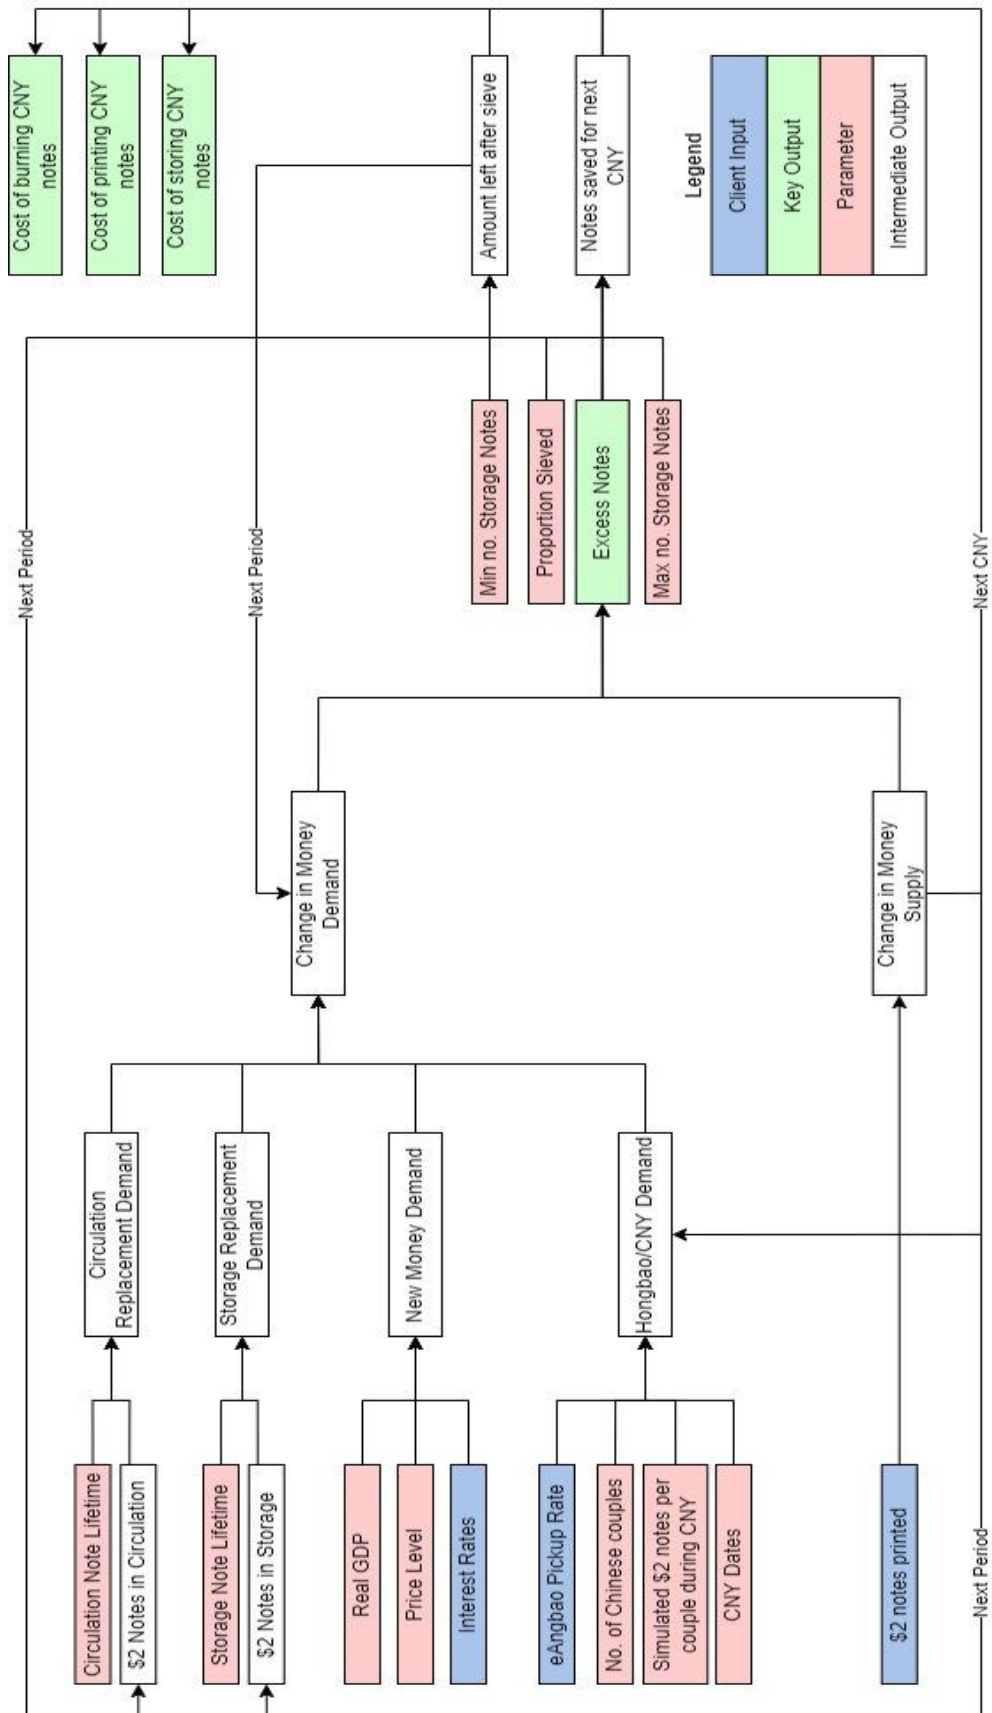 Next Period
Circulation Note Lifetime
$2 Notes in Circulation
Storage Note Lifetime
$2 Notes in Storage
Real GDP
Price Level
Interest Rates
eAngbao Pickup Rate
No. of Chinese couples
Simulated $2 notes per
couple during CNY
CNY Dates
$2 notes printed
Circulation
Replacement Demand
Storage Replacement
Demand
New Money Demand
Hongbao/CNY Demand
Next Period
Change in Money
Demand
Change in Money
Supply
Min no. Storage Notes
Proportion Sieved
Excess Notes
Max no. Storage Notes
Cost of burning CNY
notes
Cost of printing CNY
notes
Cost of storing CNY
notes
Amount left after sieve
Notes saved for next
CNY
Legend
Client Input
Key Output
Parameter
Intermediate Output
Next Period
Next CNY